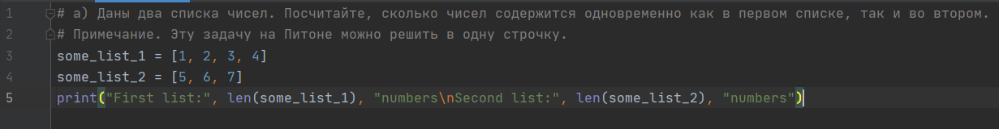 1 # а) Даны два списка чисел. Посчитайте, сколько чисел содержится одновременно как в первом списке, так и во втором.
2 # Примечание. Эту задачу на Питоне можно решить в одну строчку.
3 some_list_1 = [1, 2, 3, 4]
4 some_list_2 = [5, 6, 7]
5 print("First list:", len(some_list_1), "numbers\nSecond list:", len(some_list_2), "numbers")